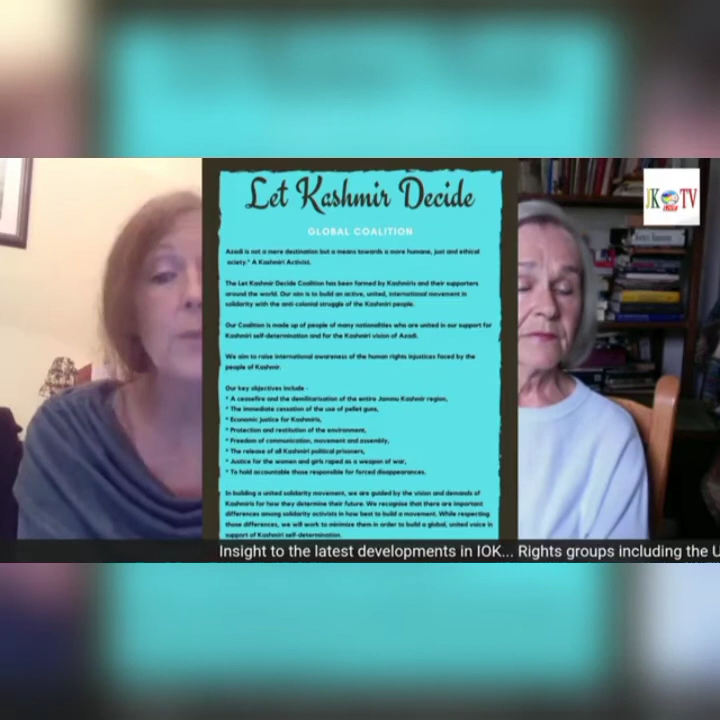 Let Kashmir Decide
GLOBAL COALITION
JK TV
Azadi is not a mere destination but a means towards a more humane, just and ethical
ociety." A Kashmiri Activist.
The Let Kashmir Decide Coalition has been formed by Kashmiris and their supporters
around the world. Our aim is to build an active, united, international movement in
solidarity with the anti-colonial struggle of the Kashmiri people.
Our Coalition is made up of people of many nationalities who are united in our support for
Kashmiri self-determination and for the Kashmiri vision of Azadi.
We aim to raise international awareness of the human rights injustices faced by the
people of Kashmir.
Our key objectives include -
* A ceasefire and the demilitarisation of the entire Jammu Kashmir region,
* The immediate cessation of the use of pellet guns,
* Economic justice for Kashmiris,
* Protection and restitution of the environment,
* Freedom of communication, movement and assembly,
* The release of all Kashmiri political prisoners,
* Justice for the women and girls raped as a weapon of war,
* To hold accountable those responsible for forced disappearances.
In building a united solidarity movement, we are guided by the vision and demands of
Kashmiris for how they determine their future. We recognise that there are important
differences among solidarity activists in how best to build a movement. While respecting
those differences, we will work to minimize them in order to build a global, united voice in
support of Kashmiri self-determination.
Insight to the latest developments in IOK... Rights groups including the U